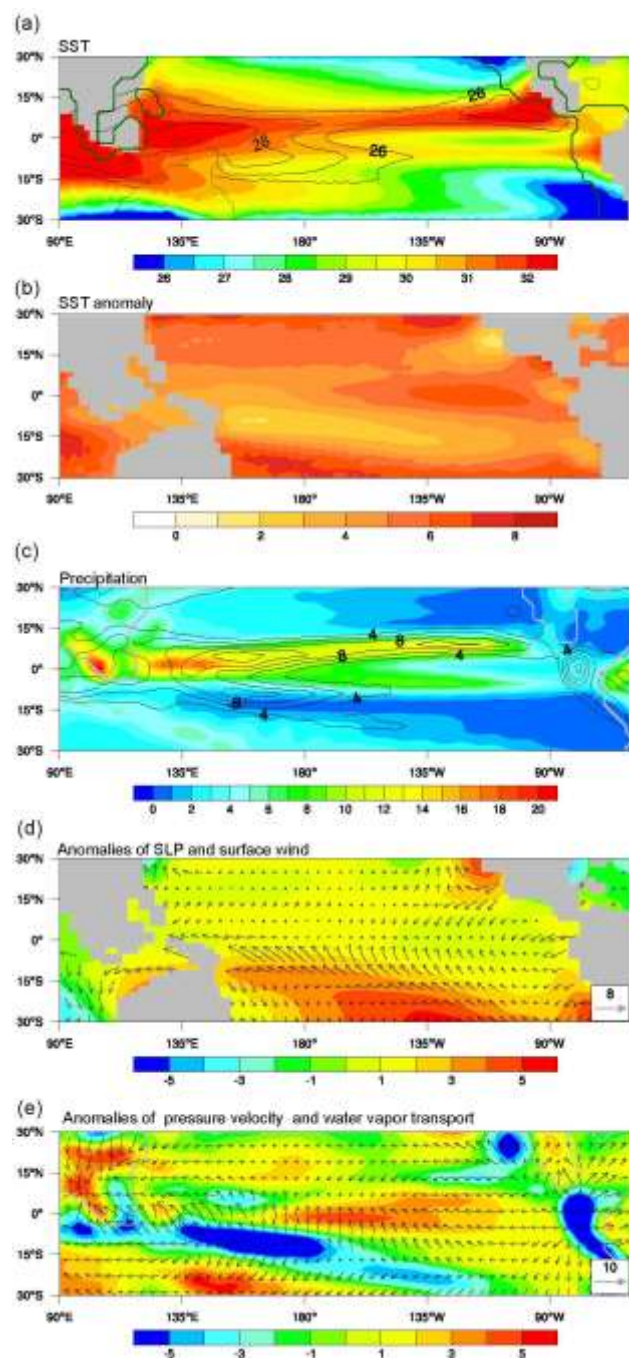 (a)
SST
30°N
15°N
0°
15°S
30°S
28
26
26
90°E 135°E 180° 135°W 90°W
26 27 28 29 30 31 32
(b)
SST anomaly
30°N
15°N
0°
15°S
30°S
90°E 135°E 180° 135°W 90°W
0 2 4 6 8
(c)
Precipitation
30°N
15°N
0°
15°S
30°S
4
8
8
4
4
8
4
4
90°E 135°E 180° 135°W 90°W
0 2 4 6 8 10 12 14 16 18 20
(d)
Anomalies of SLP and surface wind
30°N
15°N
0°
15°S
30°S
8
90°E 135°E 180° 135°W 90°W
-5 -3 -1 1 3 5
(e)
Anomalies of pressure velocity and water vapor transport
30°N
15°N
0°
15°S
30°S
10
90°E 135°E 180° 135°W 90°W
-5 -3 -1 1 3 5